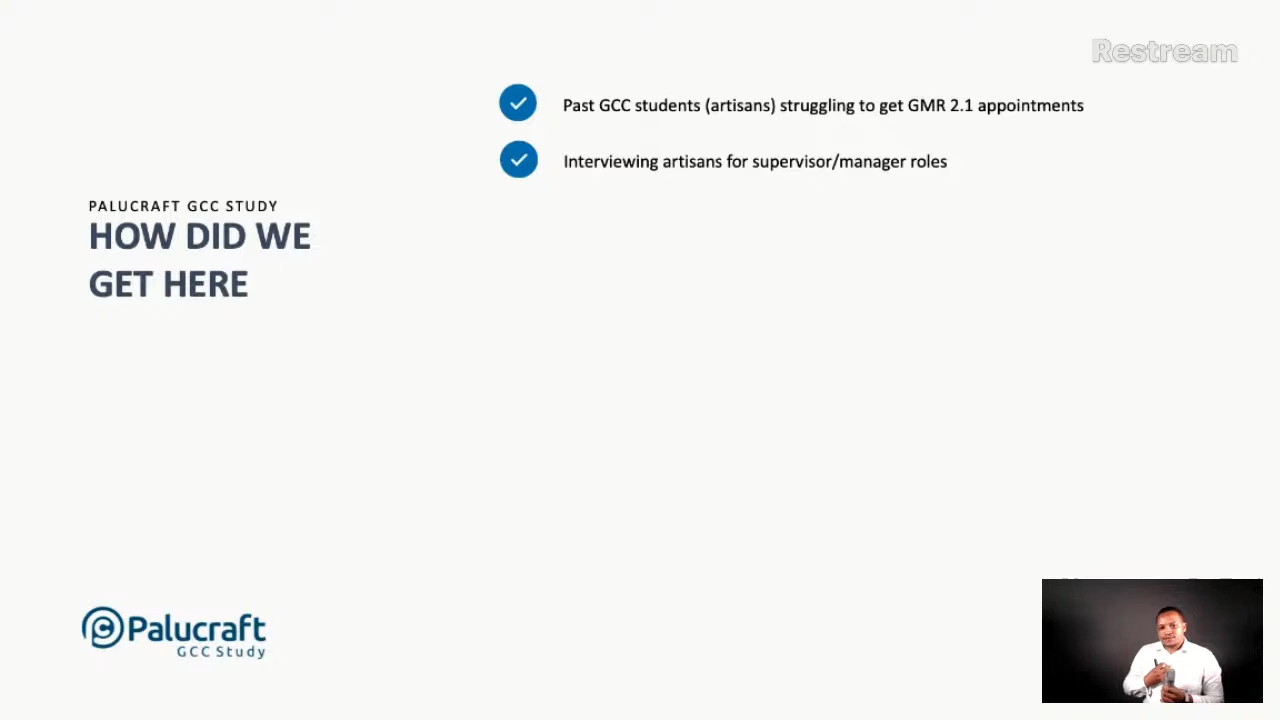 Restream
Past GCC students (artisans) struggling to get GMR 2.1 appointments
Interviewing artisans for supervisor/manager roles
PALUCRAFT GCC STUDY
HOW DID WE
GET HERE
Palucraft
GCC Study